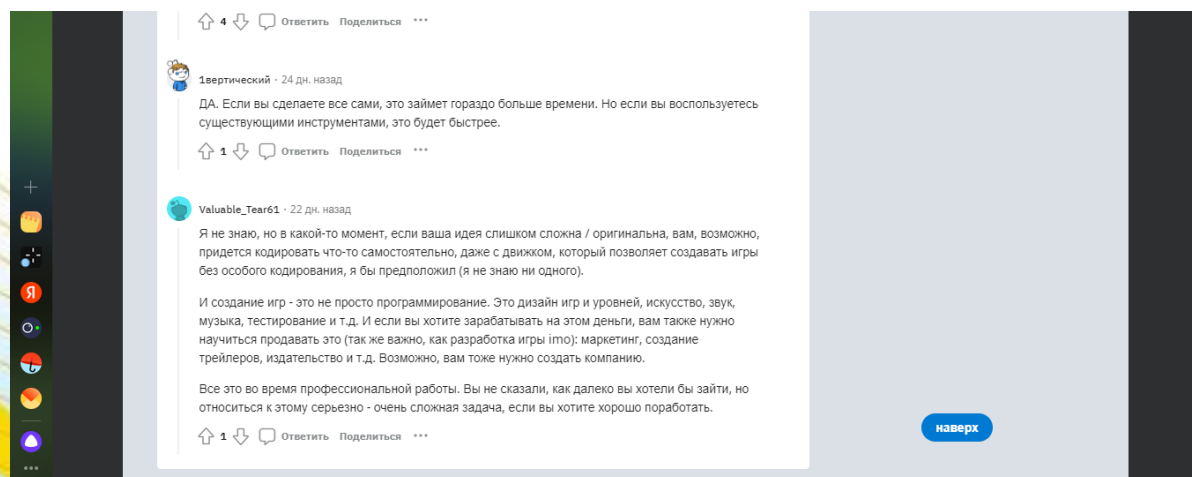 4 Ответить Поделиться
1вертический · 24 дн. назад
ДА. Если вы сделаете все сами, это займет гораздо больше времени. Но если вы воспользуетесь
существующими инструментами, это будет быстрее.
1 Ответить Поделиться
Valuable_Tear61 · 22 дн. назад
Я не знаю, но в какой-то момент, если ваша идея слишком сложна / оригинальна, вам, возможно,
придется кодировать что-то самостоятельно, даже с движком, который позволяет создавать игры
без особого кодирования, я бы предположил (я не знаю ни одного).
И создание игр - это не просто программирование. Это дизайн игр и уровней, искусство, звук,
музыка, тестирование и т.д. И если вы хотите зарабатывать на этом деньги, вам также нужно
научиться продавать это (так же важно, как разработка игры imo): маркетинг, создание
трейлеров, издательство и т.д. Возможно, вам тоже нужно создать компанию.
Все это во время профессиональной работы. Вы не сказали, как далеко вы хотели бы зайти, но
относиться к этому серьезно - очень сложная задача, если вы хотите хорошо поработать.
1 Ответить Поделиться
наверх
Я